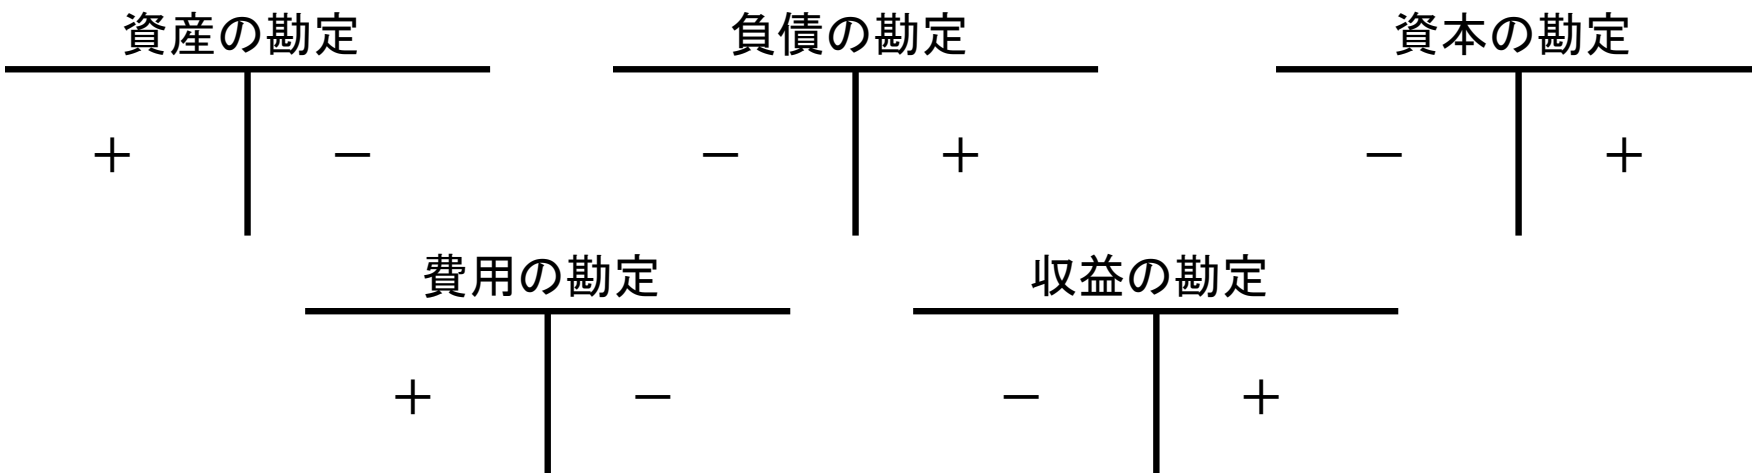 資産の勘定 負債の勘定 資本の勘定
+ − − + − +
費用の勘定 収益の勘定
+ − − +